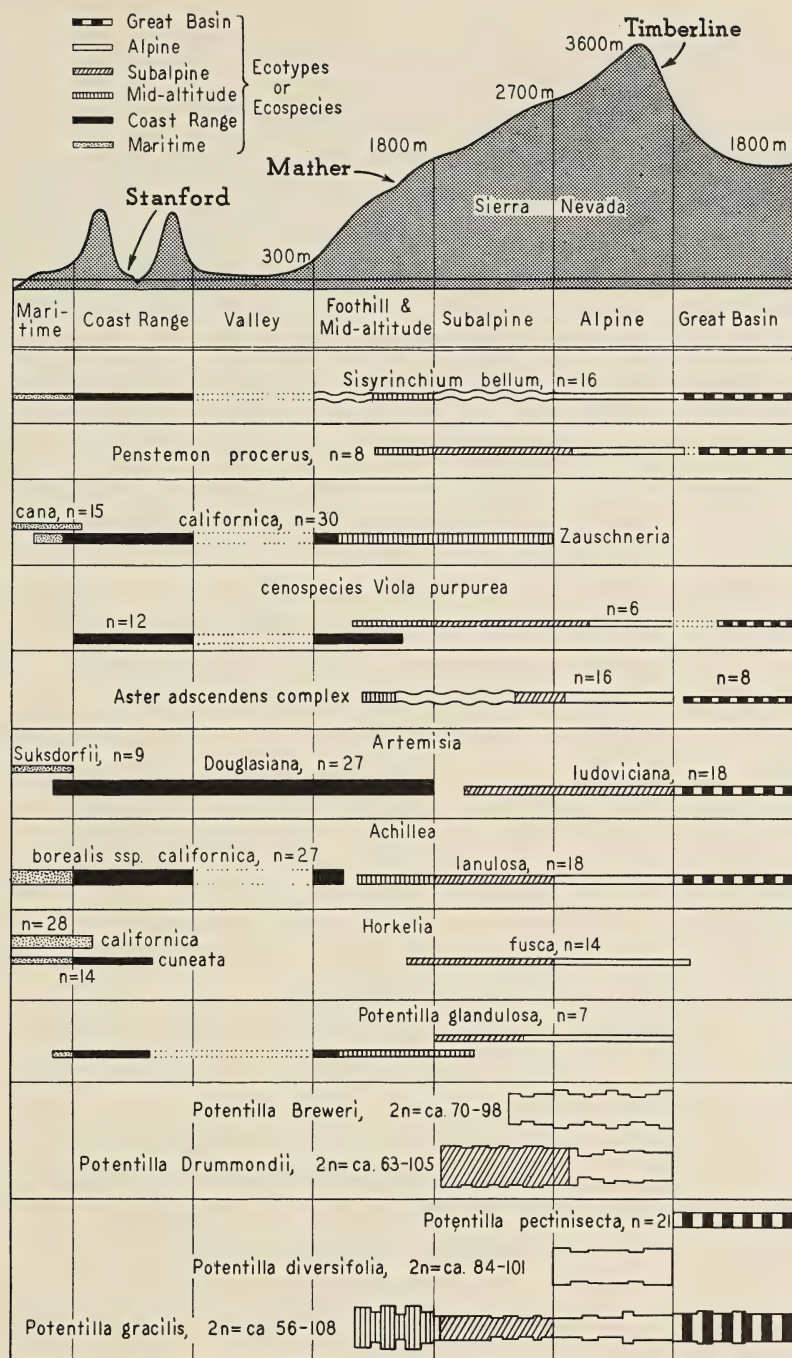 Great Basin
Alpine
Subalpine
Mid-altitude
Coast Range
Maritime
Ecotypes
or
Ecospecies
Timberline
3600m
2700m
1800m
1800m
Mather
Stanford
300m
Sierra Nevada
Mari-
time
Coast Range
Valley
Foothill &
Mid-altitude
Subalpine
Alpine
Great Basin
Sisyrinchium bellum, n=16
Penstemon procerus, n=8
cana, n=15
californica, n=30
Zauschneria
cenospecies Viola purpurea
n=12
n=6
Aster adscendens complex
n=16
n=8
Artemisia
Suksdorfii, n=9
Douglasiana, n=27
ludoviciana, n=18
Achillea
borealis ssp. californica, n=27
lanulosa, n=18
Horkelia
n=28
californica
cuneata
n=14
fusca, n=14
Potentilla glandulosa, n=7
Potentilla Breweri, 2n=ca. 70-98
Potentilla Drummondii, 2n=ca. 63-105
Potentilla pectinisecta, n=21
Potentilla diversifolia, 2n=ca. 84-101
Potentilla gracilis, 2n=ca 56-108